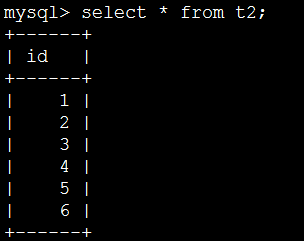 mysql> select * from t2;
+------+
| id   |
+------+
|    1 |
|    2 |
|    3 |
|    4 |
|    5 |
|    6 |
+------+